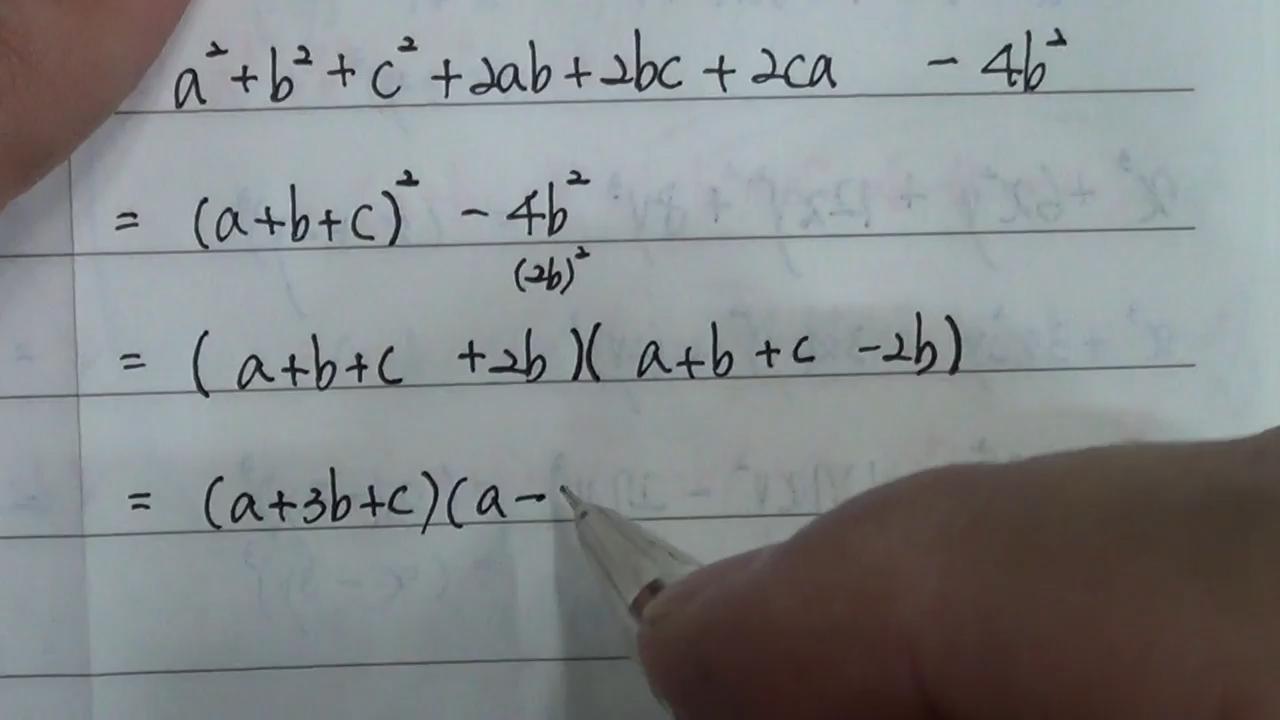 a² + b² + c² + 2ab + 2bc + 2ca - 4b²
= (a+b+c)² - 4b²
(2b)²
= ( a+b+c +2b )( a+b+c -2b )
= (a+3b+c)(a-